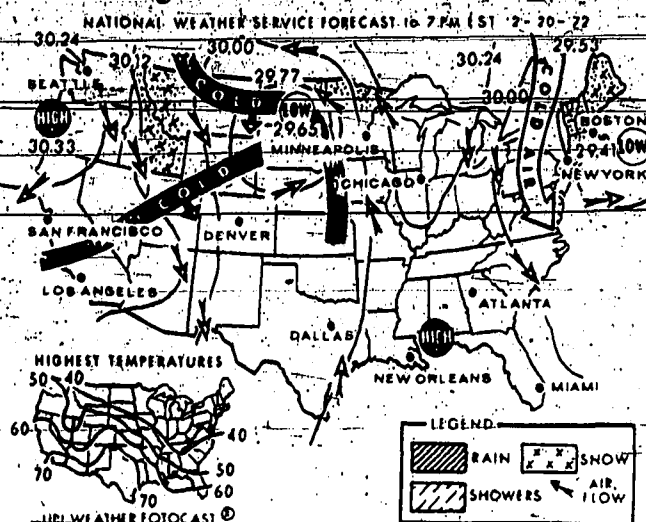 NATIONAL WEATHER SERVICE FORECAST to 7 PM EST 2-20-72
30.24
30.12
30.00
29.77
30.24
29.53
30.00
SEATTLE
COLD
LOW
29.65
COLD AIR
BOSTON
HIGH
30.33
MINNEAPOLIS
29.41
LOW
NEW YORK
COLD
CHICAGO
SAN FRANCISCO
DENVER
LOS ANGELES
ATLANTA
DALLAS
HIGH
NEW ORLEANS
MIAMI
HIGHEST TEMPERATURES
50
40
60
40
70
50
70
60
UPI WEATHER FOTOCAST ®
LEGEND
RAIN
SNOW
SHOWERS
AIR FLOW